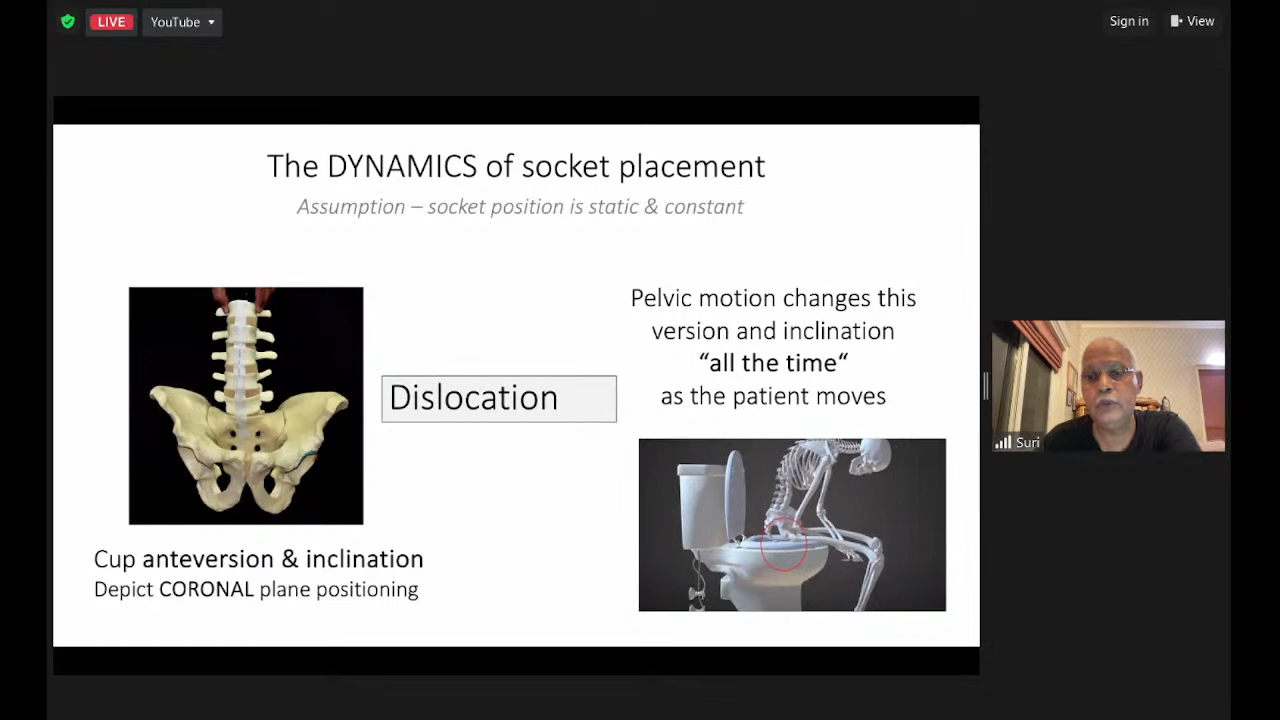 LIVE
YouTube
Sign in
View
The DYNAMICS of socket placement
Assumption – socket position is static & constant
Pelvic motion changes this
version and inclination
“all the time“
as the patient moves
Dislocation
Cup anteversion & inclination
Depict CORONAL plane positioning
Suri